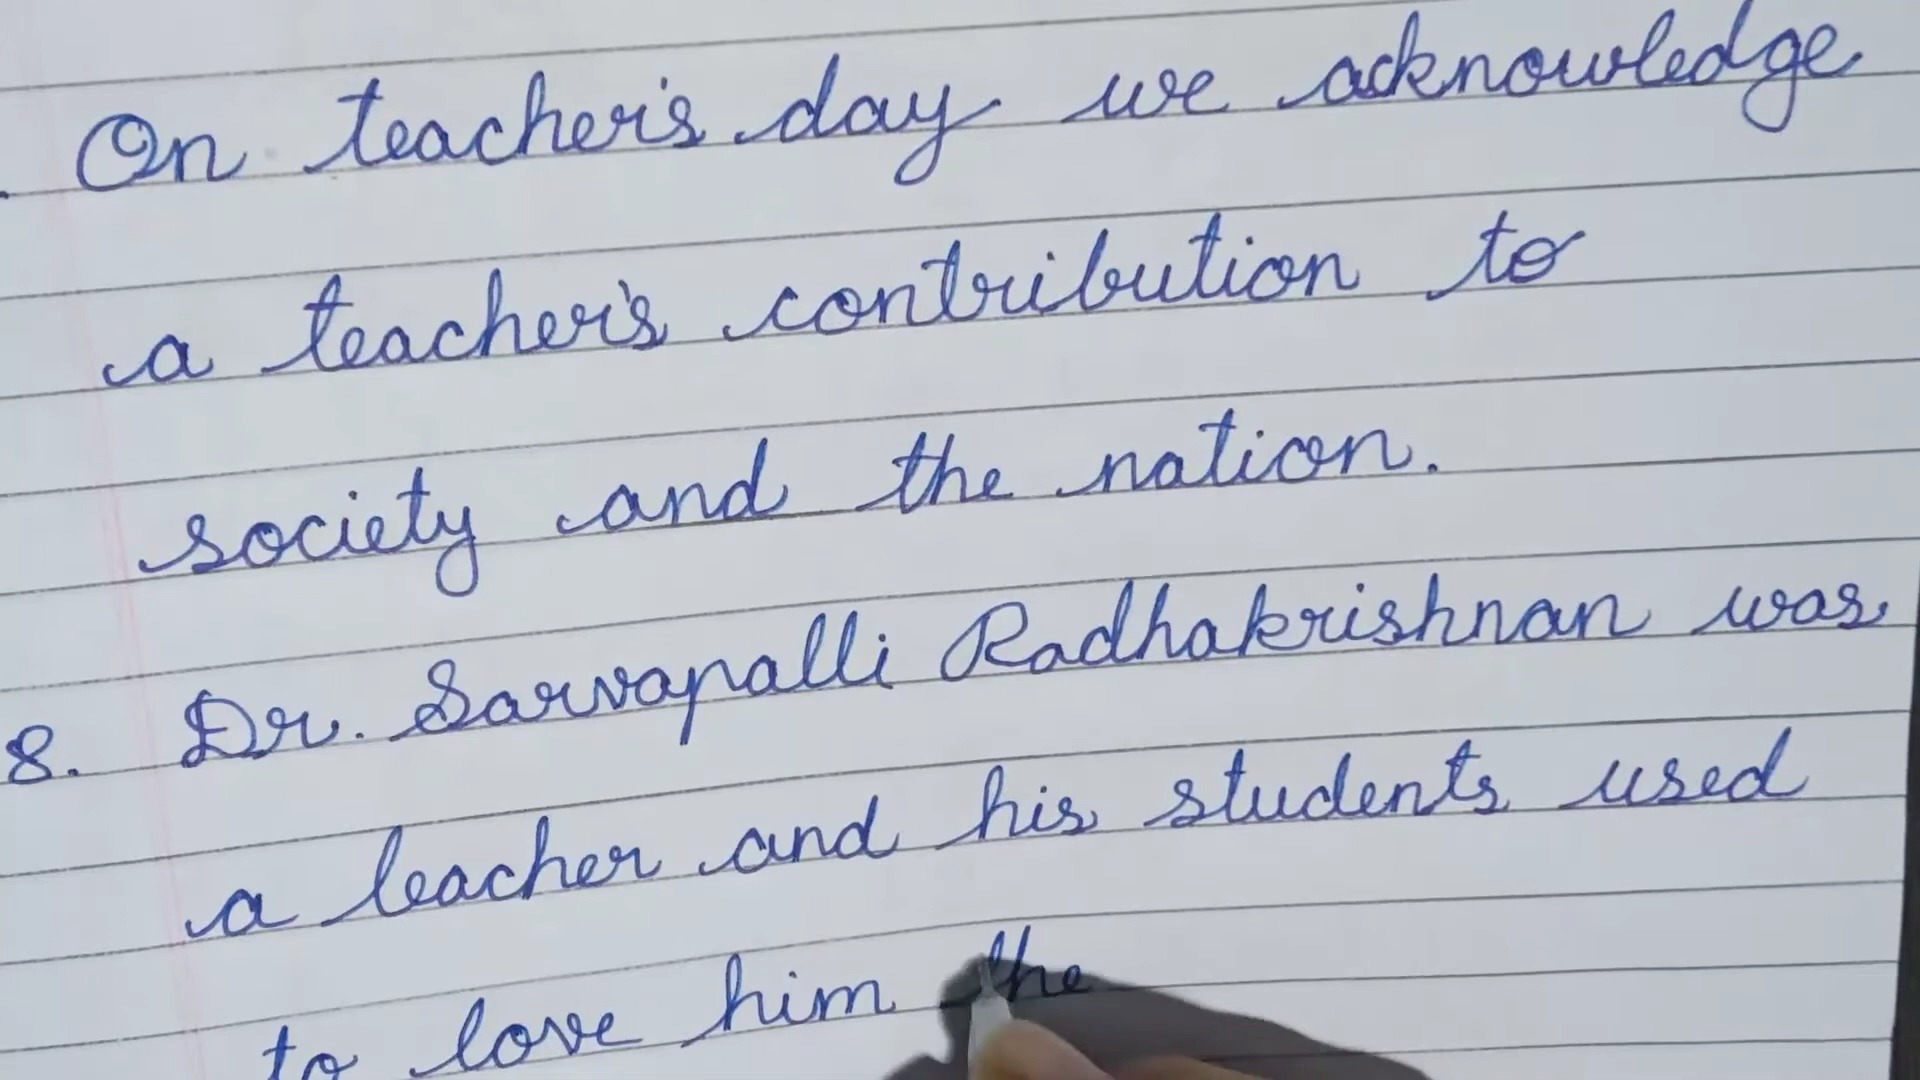 . On teacher's day we acknowledge
a teacher's contribution to
society and the nation.
8. Dr. Sarvapalli Radhakrishnan was
a teacher and his students used
to love him the